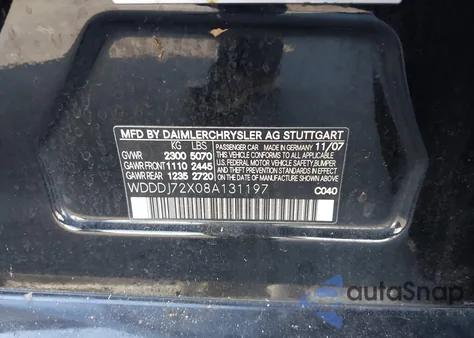 MFD BY DAIMLERCHRYSLER AG STUTTGART
KG LBS
GVWR 2300 5070
GAWR FRONT 1110 2445
GAWR REAR 1235 2720
PASSENGER CAR MADE IN GERMANY 11/07
THIS VEHICLE CONFORMS TO ALL APPLICABLE
U.S. FEDERAL MOTOR VEHICLE SAFETY, BUMPER,
AND THEFT PREVENTION STANDARDS IN EFFECT
ON THE DATE OF MANUFACTURE SHOWN ABOVE
WDDDJ72X08A131197 C040
autoSnap